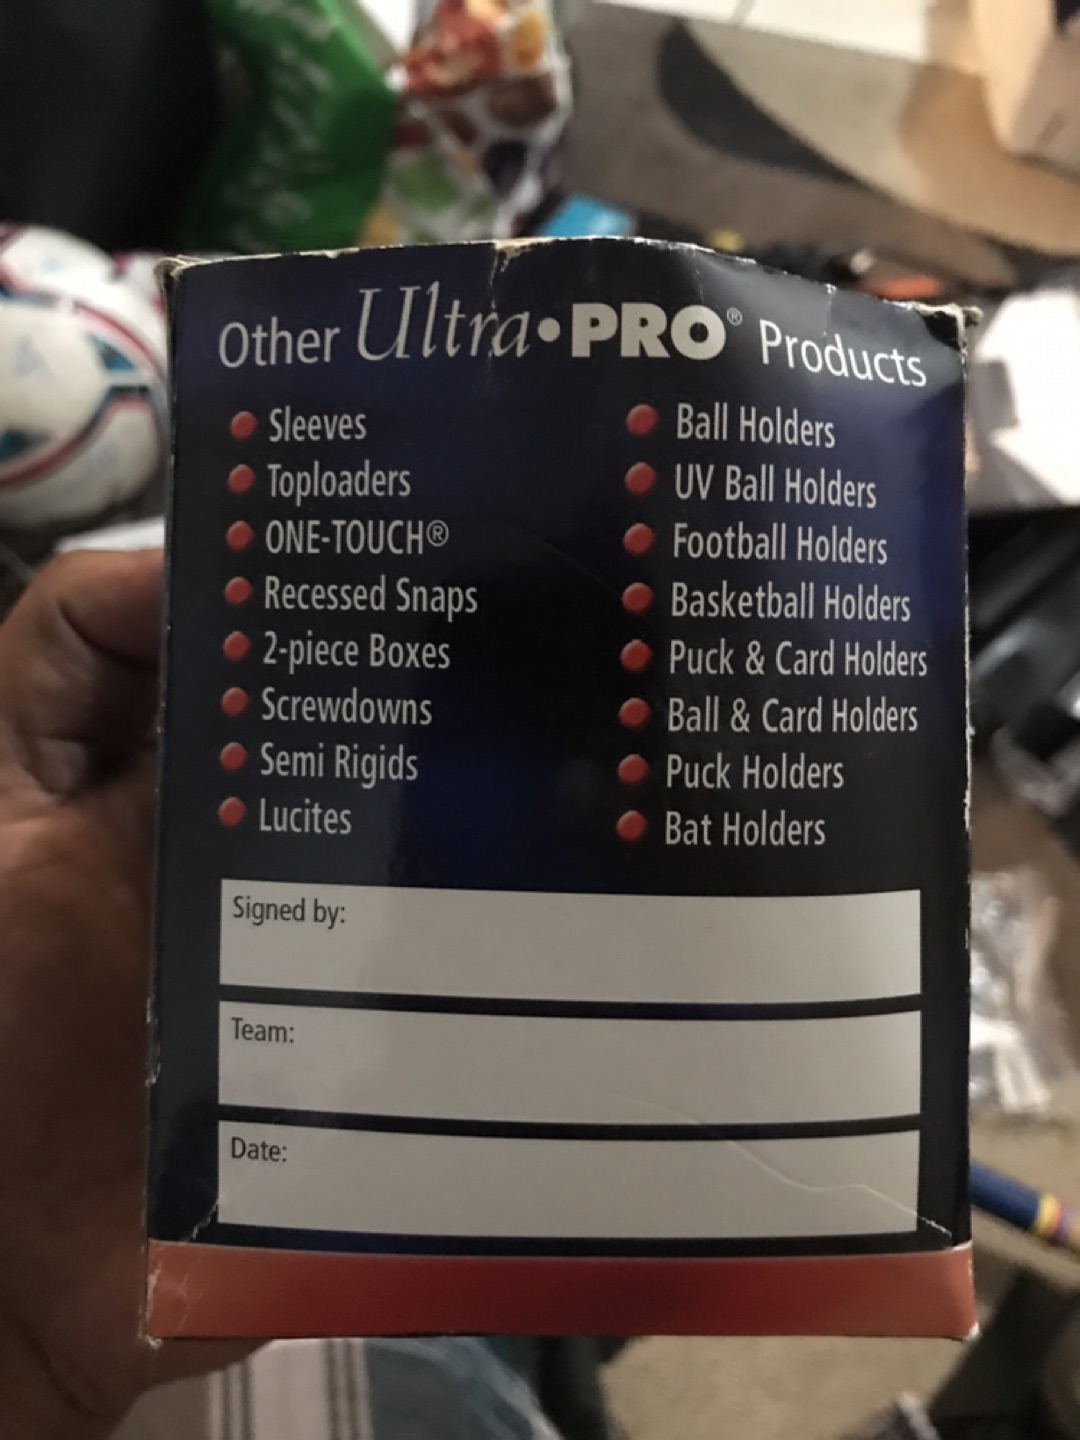 Other Ultra•PRO® Products
Sleeves
Toploaders
ONE-TOUCH®
Recessed Snaps
2-piece Boxes
Screwdowns
Semi Rigids
Lucites
Ball Holders
UV Ball Holders
Football Holders
Basketball Holders
Puck & Card Holders
Ball & Card Holders
Puck Holders
Bat Holders
Signed by:
Team:
Date: